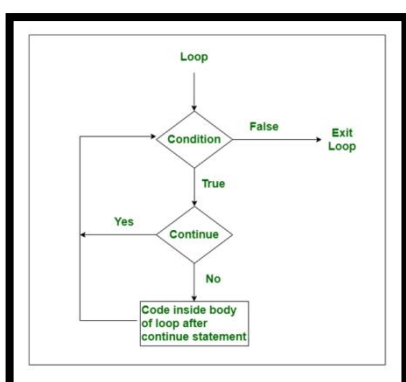 Loop
Condition
False
Exit
Loop
True
Yes
Continue
No
Code inside body
of loop after
continue statement